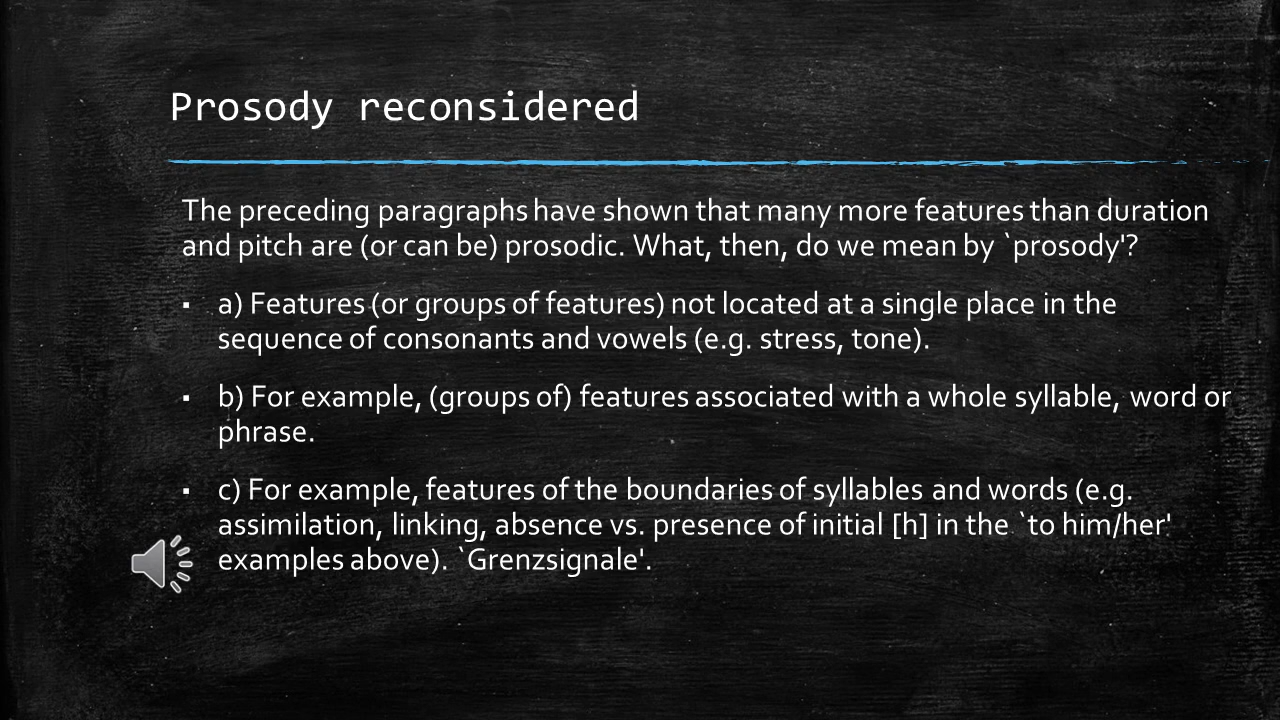 Prosody reconsidered
The preceding paragraphs have shown that many more features than duration
and pitch are (or can be) prosodic. What, then, do we mean by `prosody'?
▪ a) Features (or groups of features) not located at a single place in the
sequence of consonants and vowels (e.g. stress, tone).
▪ b) For example, (groups of) features associated with a whole syllable, word or
phrase.
▪ c) For example, features of the boundaries of syllables and words (e.g.
assimilation, linking, absence vs. presence of initial [h] in the `to him/her'
examples above). `Grenzsignale'.